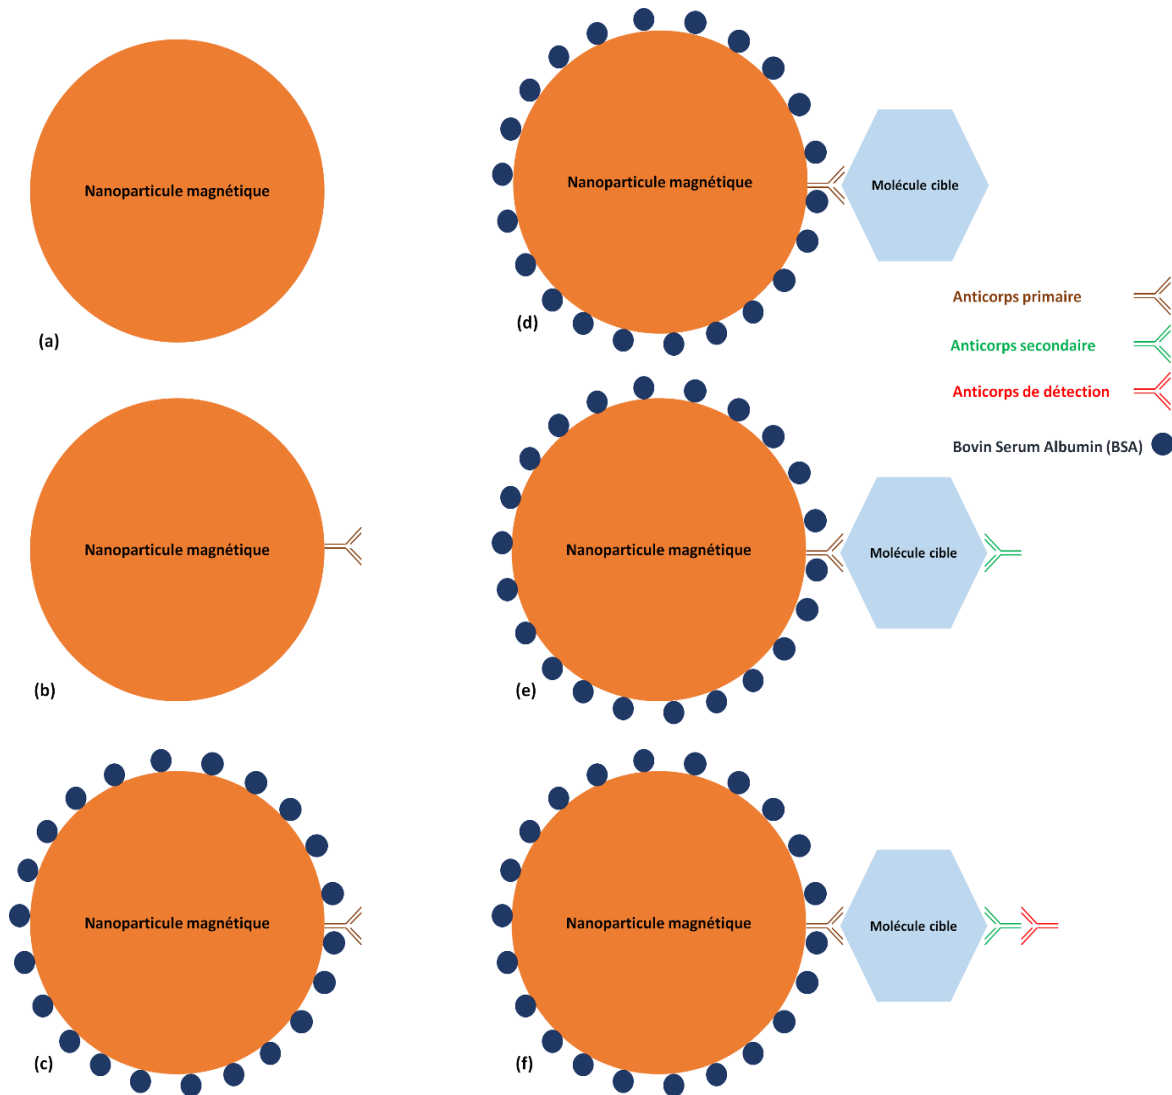 Nanoparticule magnétique
(a)
Nanoparticule magnétique
(b)
Nanoparticule magnétique
(c)
Nanoparticule magnétique
Molécule cible
(d)
Nanoparticule magnétique
Molécule cible
(e)
Nanoparticule magnétique
Molécule cible
(f)
Anticorps primaire
Anticorps secondaire
Anticorps de détection
Bovin Serum Albumin (BSA)